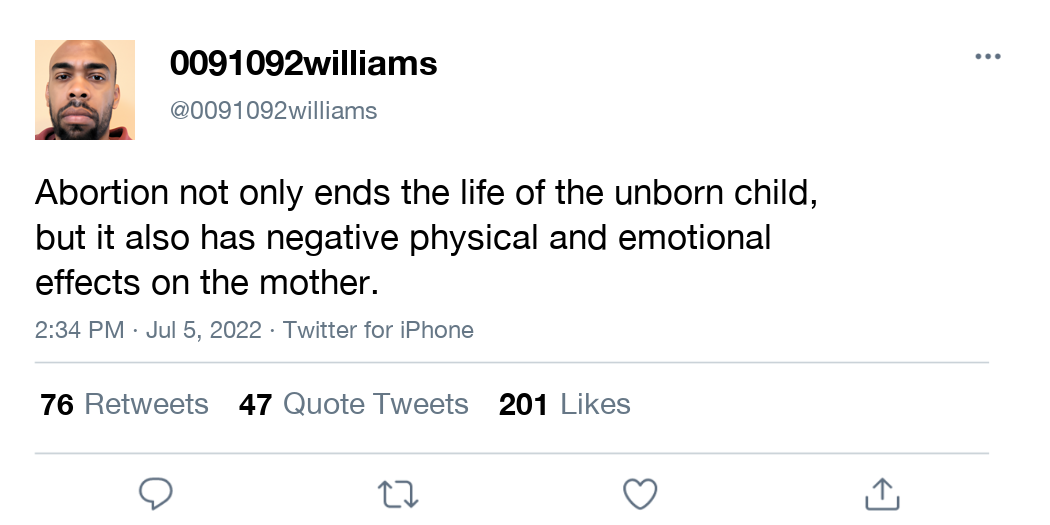 0091092williams
@0091092williams
Abortion not only ends the life of the unborn child,
but it also has negative physical and emotional
effects on the mother.
2:34 PM · Jul 5, 2022 · Twitter for iPhone
76 Retweets 47 Quote Tweets 201 Likes